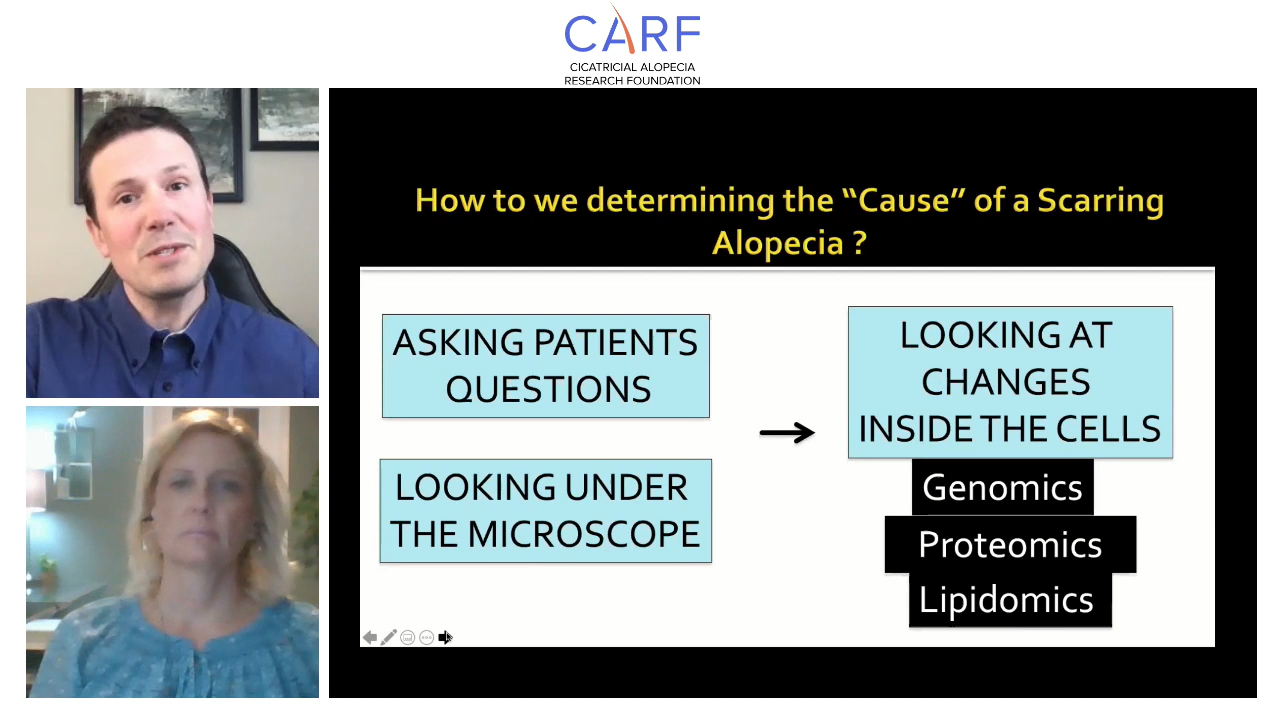 CARF
CICATRICIAL ALOPECIA
RESEARCH FOUNDATION
How to we determining the “Cause” of a Scarring
Alopecia ?
ASKING PATIENTS
QUESTIONS
LOOKING UNDER
THE MICROSCOPE
LOOKING AT
CHANGES
INSIDE THE CELLS
Genomics
Proteomics
Lipidomics